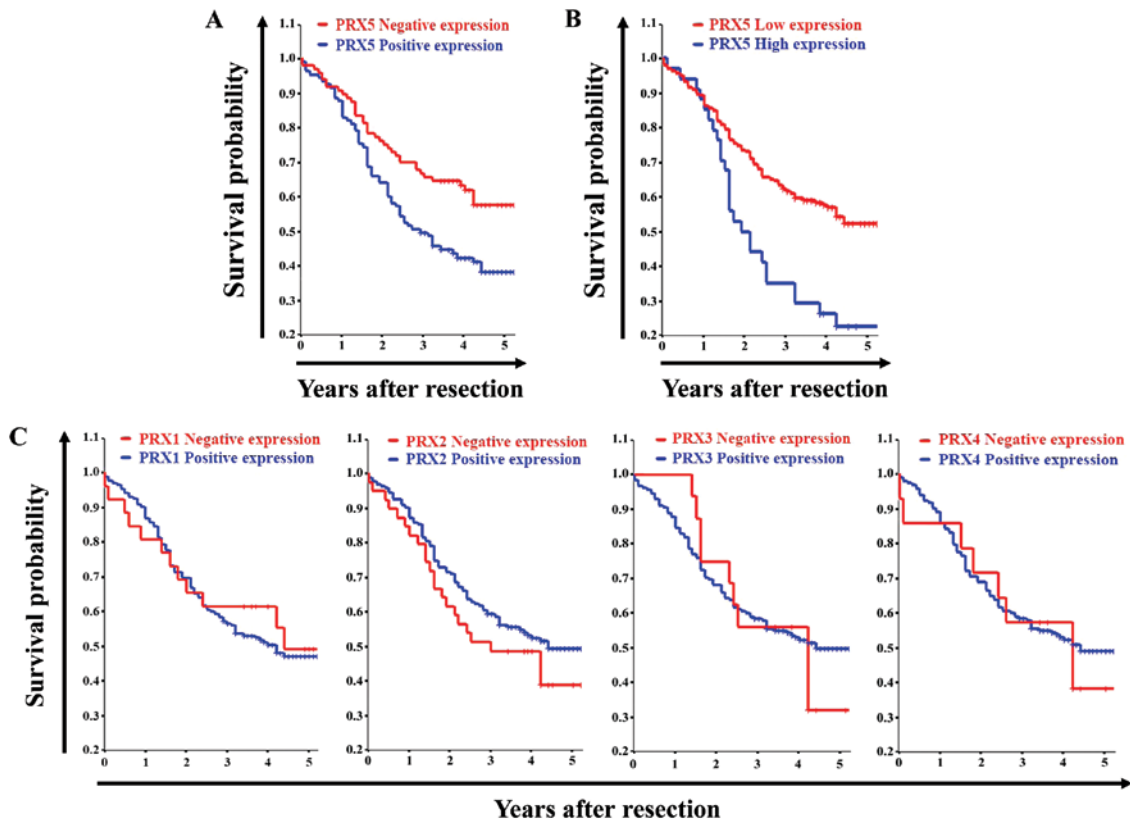 A
PRX5 Negative expression
PRX5 Positive expression
1.1
1.0
0.9
0.8
0.7
0.6
0.5
0.4
0.3
0.2
0 1 2 3 4 5
Survival probability
Years after resection
B
PRX5 Low expression
PRX5 High expression
1.1
1.0
0.9
0.8
0.7
0.6
0.5
0.4
0.3
0.2
0 1 2 3 4 5
Survival probability
Years after resection
C
Survival probability
PRX1 Negative expression
PRX1 Positive expression
1.1
1.0
0.9
0.8
0.7
0.6
0.5
0.4
0.3
0.2
0 1 2 3 4 5
PRX2 Negative expression
PRX2 Positive expression
1.1
1.0
0.9
0.8
0.7
0.6
0.5
0.4
0.3
0.2
0 1 2 3 4 5
PRX3 Negative expression
PRX3 Positive expression
1.1
1.0
0.9
0.8
0.7
0.6
0.5
0.4
0.3
0.2
0 1 2 3 4 5
PRX4 Negative expression
PRX4 Positive expression
1.1
1.0
0.9
0.8
0.7
0.6
0.5
0.4
0.3
0.2
0 1 2 3 4 5
Years after resection